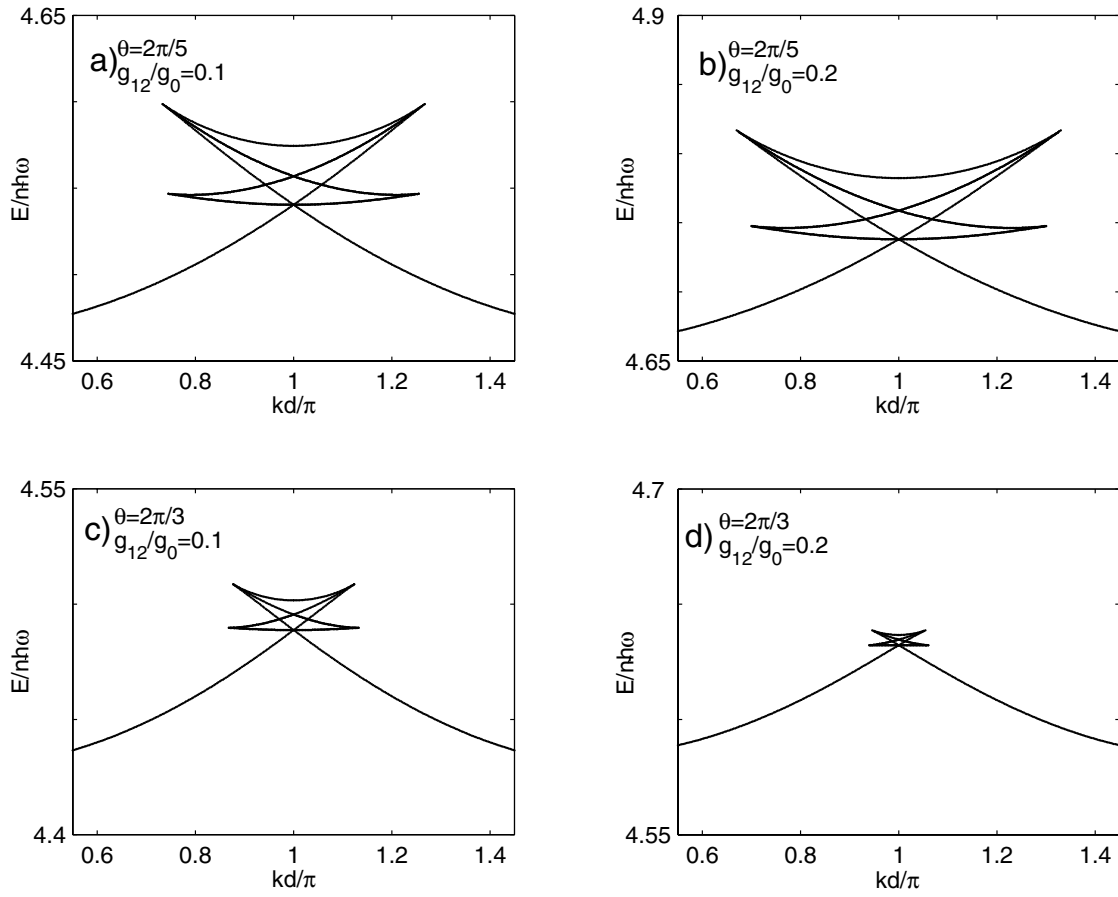 4.65
a) θ=2π/5
g₁₂/g₀=0.1
E/nħω
4.45
0.6 0.8 1 1.2 1.4
kd/π
4.9
b) θ=2π/5
g₁₂/g₀=0.2
E/nħω
4.65
0.6 0.8 1 1.2 1.4
kd/π
4.55
c) θ=2π/3
g₁₂/g₀=0.1
E/nħω
4.4
0.6 0.8 1 1.2 1.4
kd/π
4.7
d) θ=2π/3
g₁₂/g₀=0.2
E/nħω
4.55
0.6 0.8 1 1.2 1.4
kd/π